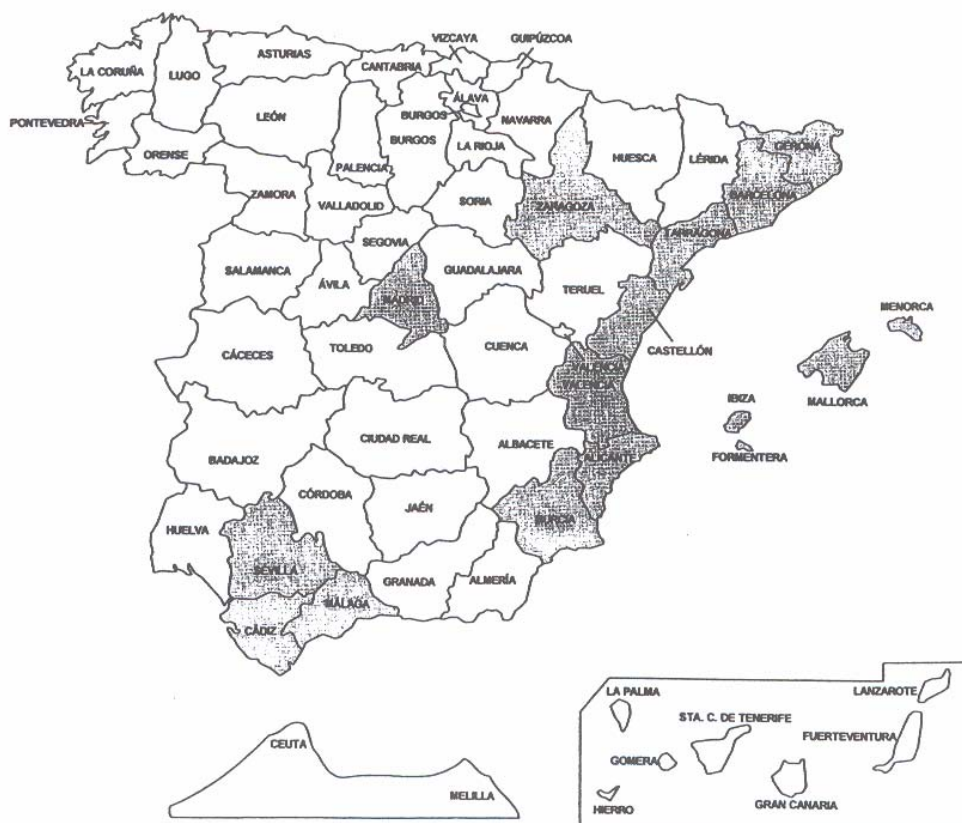 VIZCAYA
GUIPÚZCOA
ASTURIAS
CANTABRIA
LA CORUÑA
LUGO
ÁLAVA
LEÓN
BURGOS
NAVARRA
PONTEVEDRA
BURGOS
LA RIOJA
HUESCA
LÉRIDA
GERONA
ORENSE
PALENCIA
BARCELONA
ZAMORA
VALLADOLID
SORIA
ZARAGOZA
TARRAGONA
SEGOVIA
SALAMANCA
ÁVILA
GUADALAJARA
TERUEL
MADRID
MENORCA
CÁCECES
TOLEDO
CUENCA
CASTELLÓN
VALENCIA
VALENCIA
MALLORCA
IBIZA
CIUDAD REAL
ALBACETE
BADAJOZ
ALICANTE
FORMENTERA
CÓRDOBA
JAÉN
MURCIA
HUELVA
SEVILLA
GRANADA
ALMERÍA
MÁLAGA
CÁDIZ
LA PALMA
LANZAROTE
STA. C. DE TENERIFE
FUERTEVENTURA
CEUTA
GOMERA
MELILLA
HIERRO
GRAN CANARIA